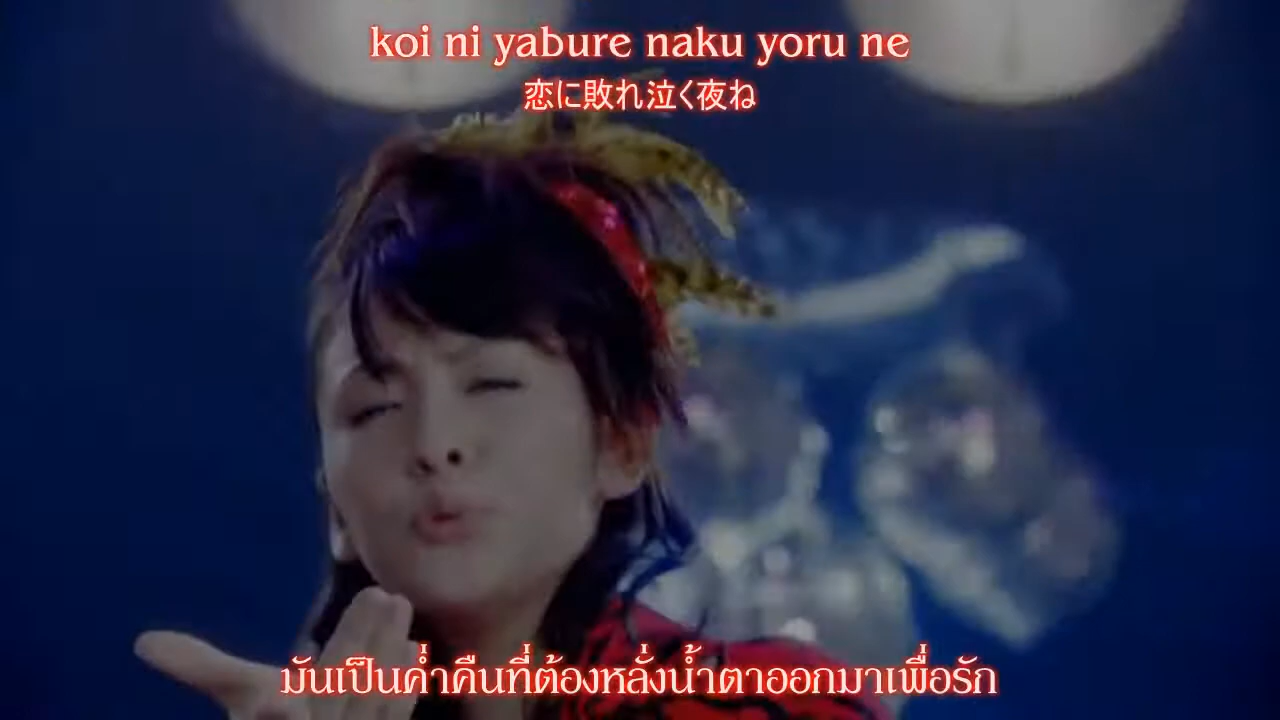 koi ni yabure naku yoru ne
恋に敗れ泣く夜ね
มันเป็นค่ำคืนที่ต้องหลั่งน้ำตาออกมาเพื่อรัก